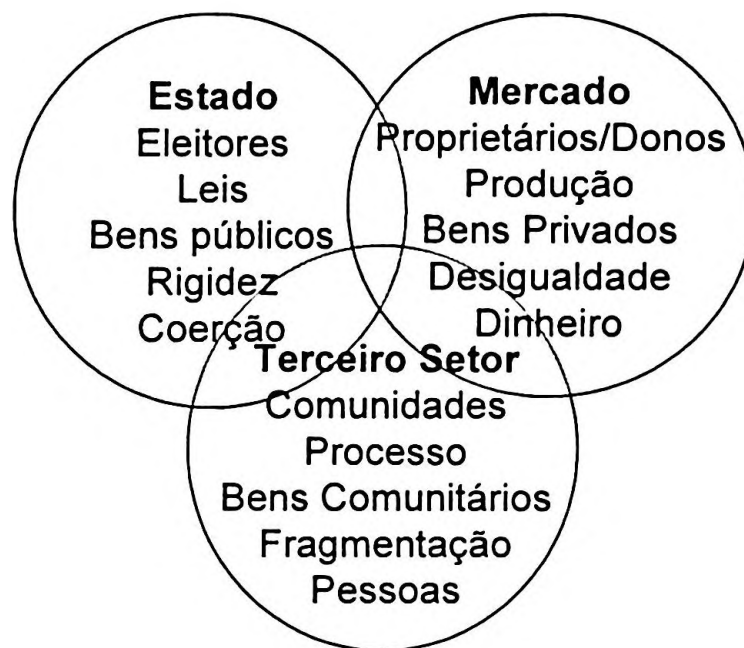 Estado
Eleitores
Leis
Bens públicos
Rigidez
Coerção
Mercado
Proprietários/Donos
Produção
Bens Privados
Desigualdade
Dinheiro
Terceiro Setor
Comunidades
Processo
Bens Comunitários
Fragmentação
Pessoas